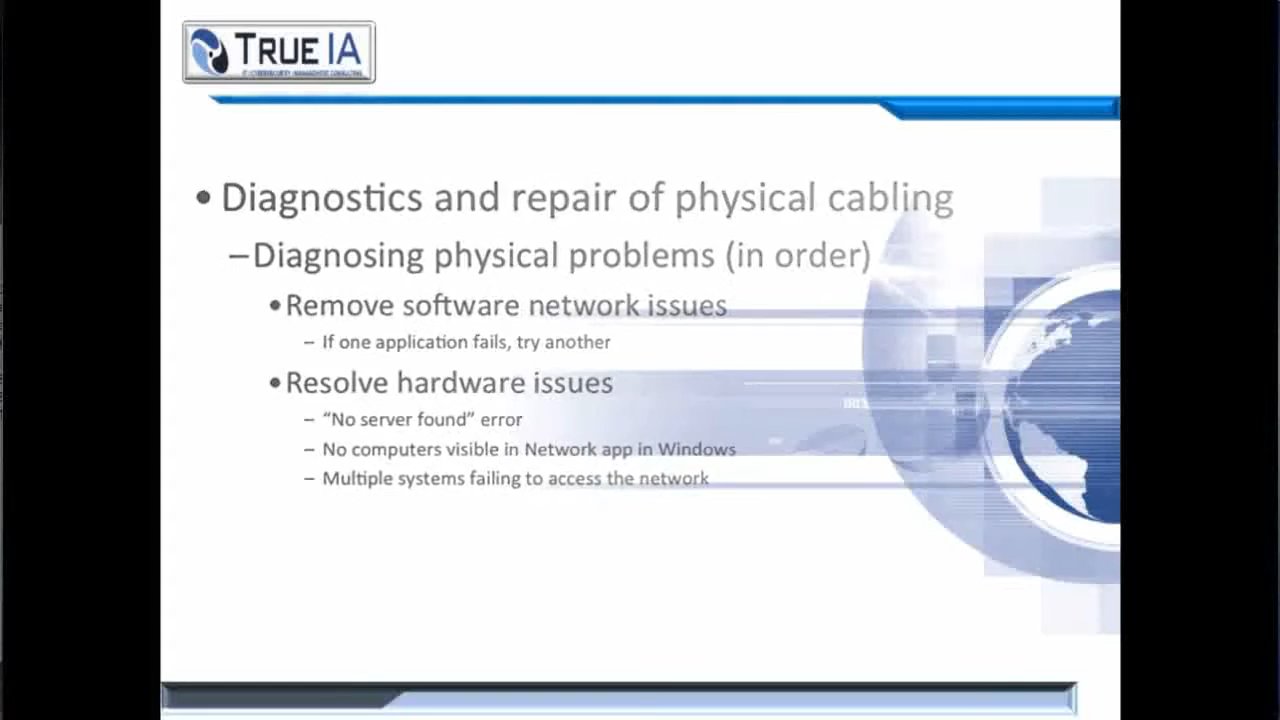 TRUE IA
• Diagnostics and repair of physical cabling
–Diagnosing physical problems (in order)
•Remove software network issues
– If one application fails, try another
•Resolve hardware issues
– “No server found” error
– No computers visible in Network app in Windows
– Multiple systems failing to access the network